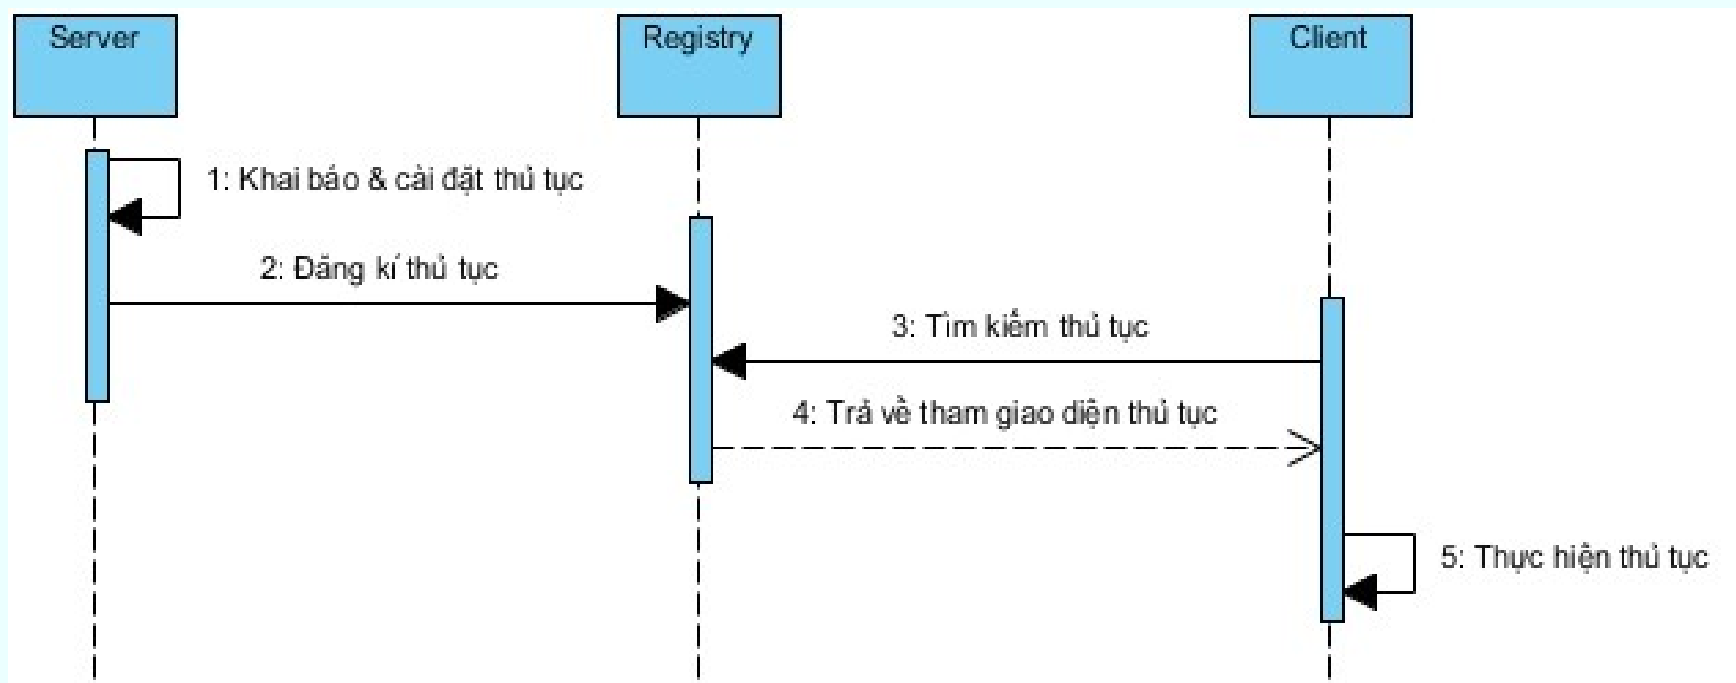 Server
Registry
Client
1: Khai báo & cài đặt thủ tục
2: Đăng kí thủ tục
3: Tìm kiếm thủ tục
4: Trả về tham giao diện thủ tục
5: Thực hiện thủ tục